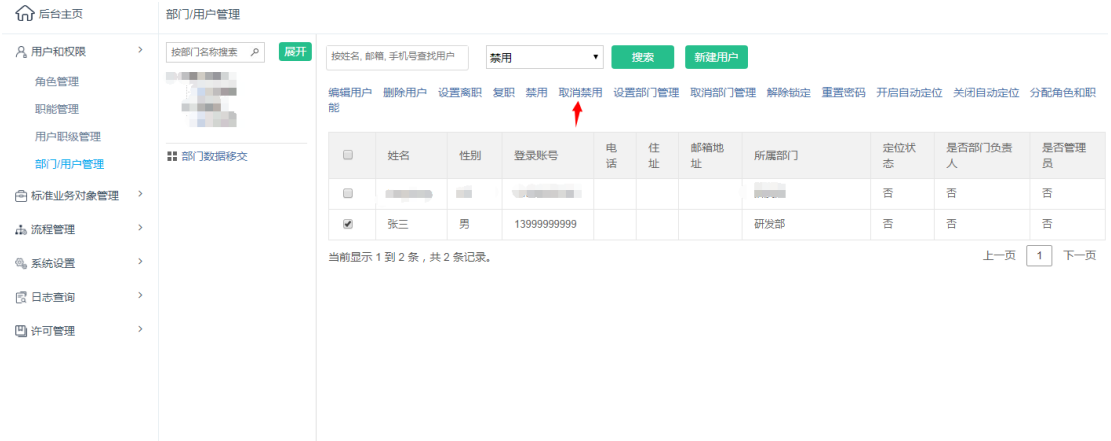 后台主页
部门/用户管理
用户和权限
角色管理
职能管理
用户职级管理
部门/用户管理
标准业务对象管理
流程管理
系统设置
日志查询
许可管理
按部门名称搜索
展开
部门数据移交
按姓名, 邮箱, 手机号查找用户
禁用
搜索
新建用户
编辑用户 删除用户 设置离职 复职 禁用 取消禁用 设置部门管理 取消部门管理 解除锁定 重置密码 开启自动定位 关闭自动定位 分配角色和职
能
姓名 性别 登录账号 电话 住址 邮箱地址 所属部门 定位状态 是否部门负责人 是否管理员
否 否 否
张三 男 13999999999 研发部 否 否 否
当前显示 1 到 2 条，共 2 条记录。
上一页 1 下一页